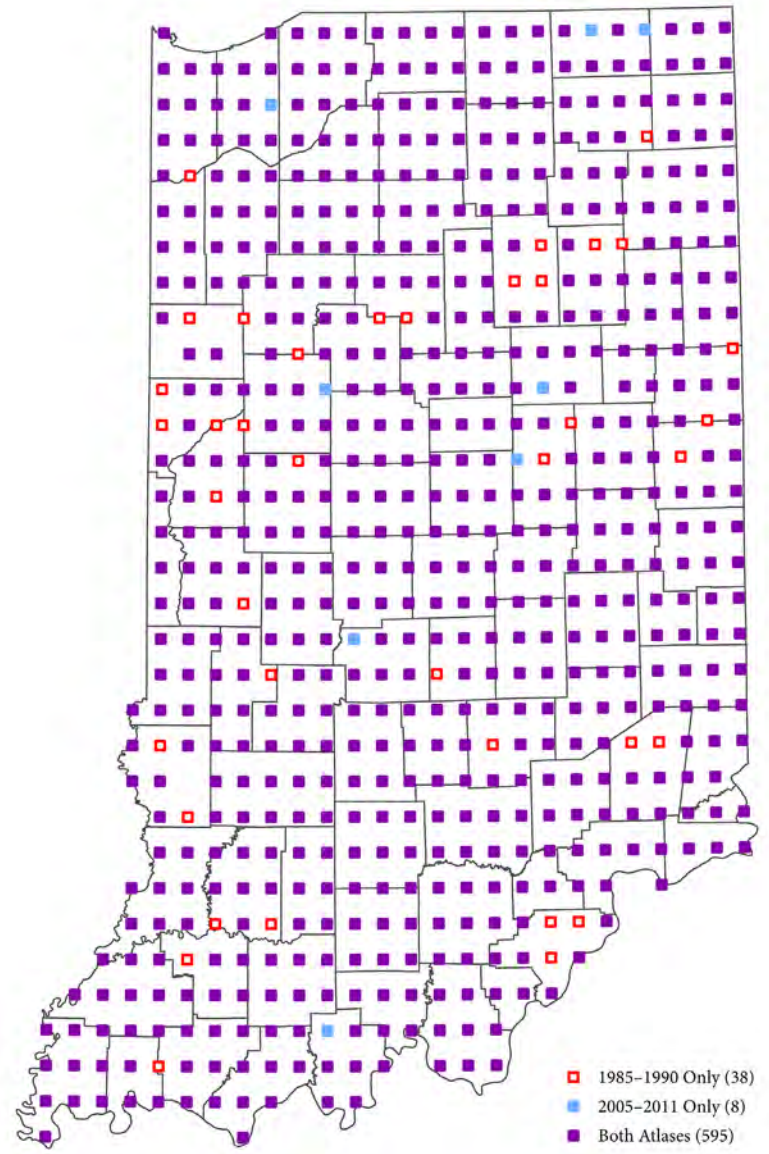 1985–1990 Only (38)
2005–2011 Only (8)
Both Atlases (595)